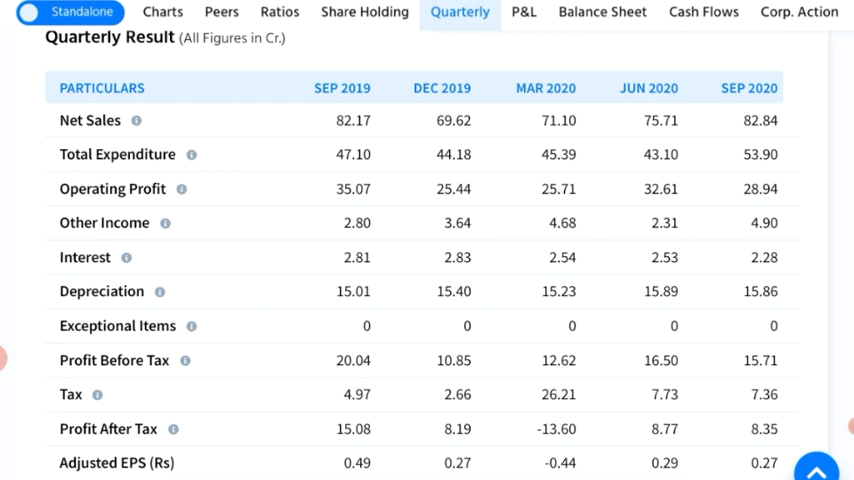 Standalone Charts Peers Ratios Share Holding Quarterly P&L Balance Sheet Cash Flows Corp. Action
Quarterly Result (All Figures in Cr.)
PARTICULARS SEP 2019 DEC 2019 MAR 2020 JUN 2020 SEP 2020
Net Sales 82.17 69.62 71.10 75.71 82.84
Total Expenditure 47.10 44.18 45.39 43.10 53.90
Operating Profit 35.07 25.44 25.71 32.61 28.94
Other Income 2.80 3.64 4.68 2.31 4.90
Interest 2.81 2.83 2.54 2.53 2.28
Depreciation 15.01 15.40 15.23 15.89 15.86
Exceptional Items 0 0 0 0 0
Profit Before Tax 20.04 10.85 12.62 16.50 15.71
Tax 4.97 2.66 26.21 7.73 7.36
Profit After Tax 15.08 8.19 -13.60 8.77 8.35
Adjusted EPS (Rs) 0.49 0.27 -0.44 0.29 0.27